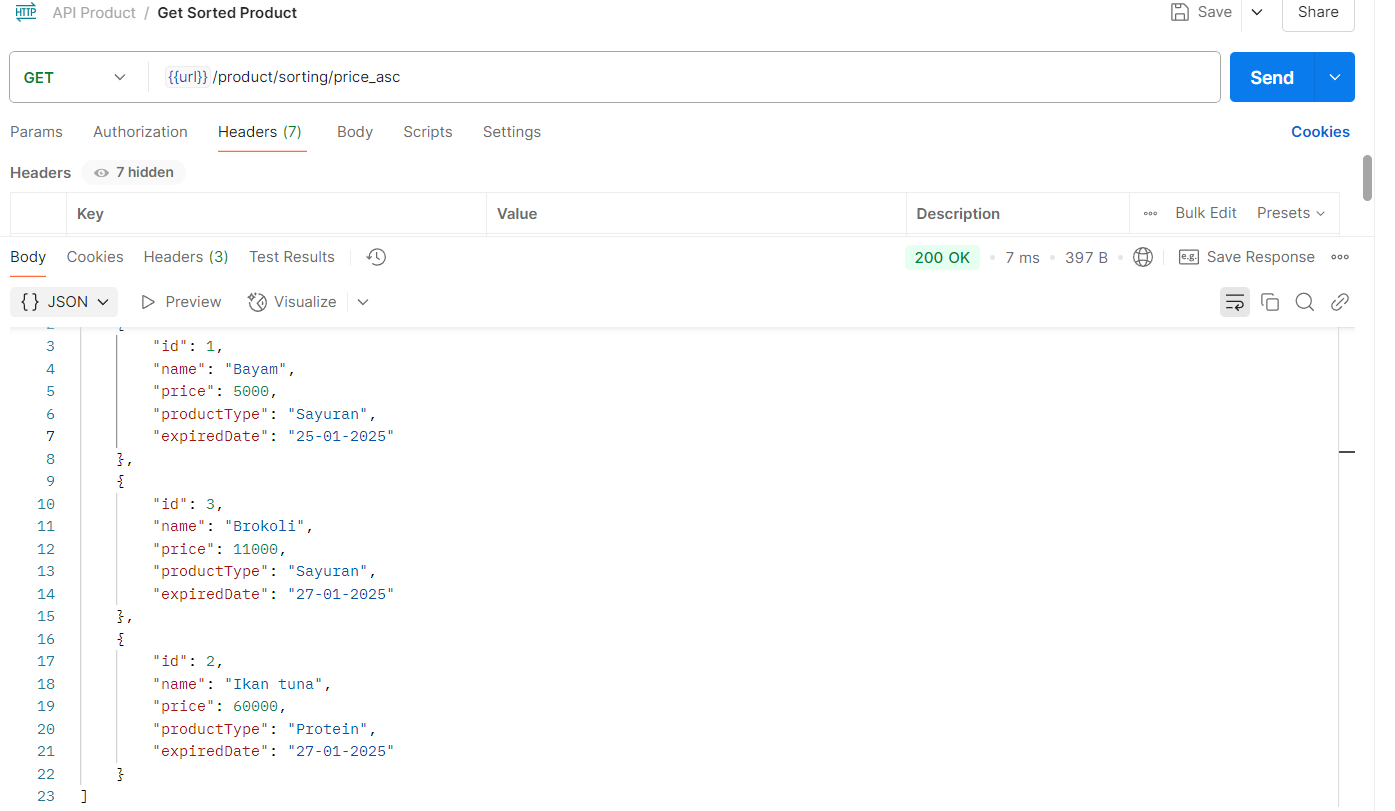 HTTP API Product / Get Sorted Product Save Share
GET {{url}} /product/sorting/price_asc Send
Params Authorization Headers (7) Body Scripts Settings Cookies
Headers 7 hidden
Key Value Description Bulk Edit Presets
Body Cookies Headers (3) Test Results 200 OK 7 ms 397 B e.g. Save Response
{} JSON Preview Visualize
3 "id": 1,
4 "name": "Bayam",
5 "price": 5000,
6 "productType": "Sayuran",
7 "expiredDate": "25-01-2025"
8 },
9 {
10 "id": 3,
11 "name": "Brokoli",
12 "price": 11000,
13 "productType": "Sayuran",
14 "expiredDate": "27-01-2025"
15 },
16 {
17 "id": 2,
18 "name": "Ikan tuna",
19 "price": 60000,
20 "productType": "Protein",
21 "expiredDate": "27-01-2025"
22 }
23 ]